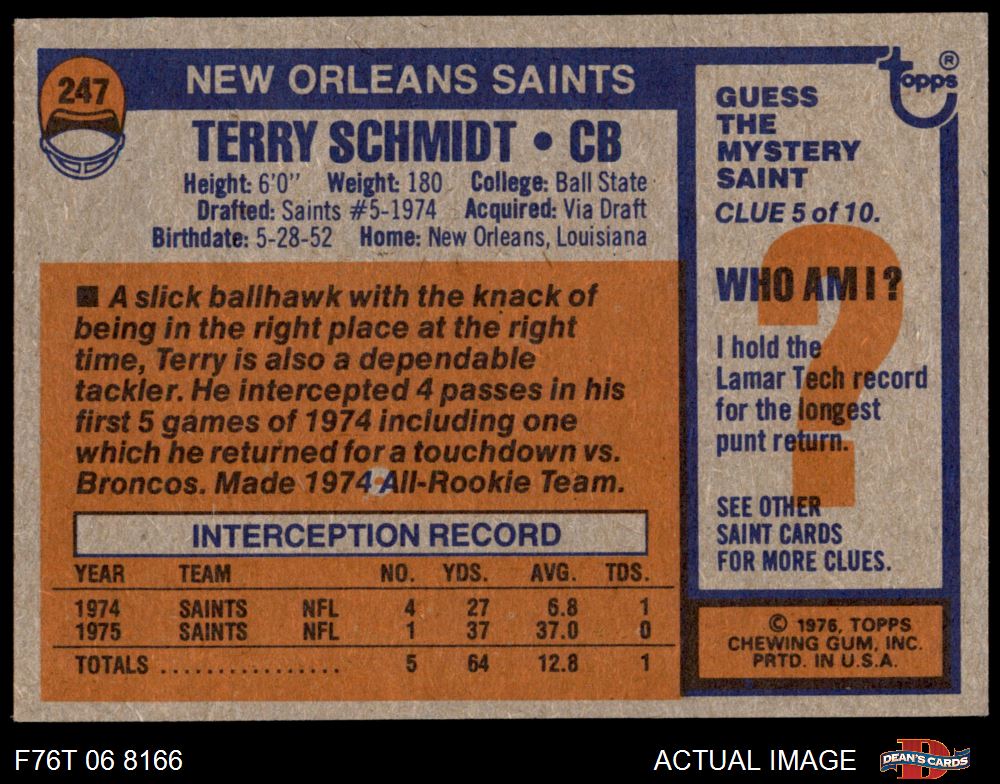 247
NEW ORLEANS SAINTS
TERRY SCHMIDT • CB
Height: 6'0" Weight: 180 College: Ball State
Drafted: Saints #5-1974 Acquired: Via Draft
Birthdate: 5-28-52 Home: New Orleans, Louisiana
■ A slick ballhawk with the knack of
being in the right place at the right
time, Terry is also a dependable
tackler. He intercepted 4 passes in his
first 5 games of 1974 including one
which he returned for a touchdown vs.
Broncos. Made 1974 All-Rookie Team.
INTERCEPTION RECORD
YEAR TEAM NO. YDS. AVG. TDS.
1974 SAINTS NFL 4 27 6.8 1
1975 SAINTS NFL 1 37 37.0 0
TOTALS .................. 5 64 12.8 1
Topps ®
GUESS
THE
MYSTERY
SAINT
CLUE 5 of 10.
?
WHO AM I?
I hold the
Lamar Tech record
for the longest
punt return.
SEE OTHER
SAINT CARDS
FOR MORE CLUES.
© 1976, TOPPS
CHEWING GUM, INC.
PRTD. IN U.S.A.
F76T 06 8166
ACTUAL IMAGE
D
DEAN'S CARDS